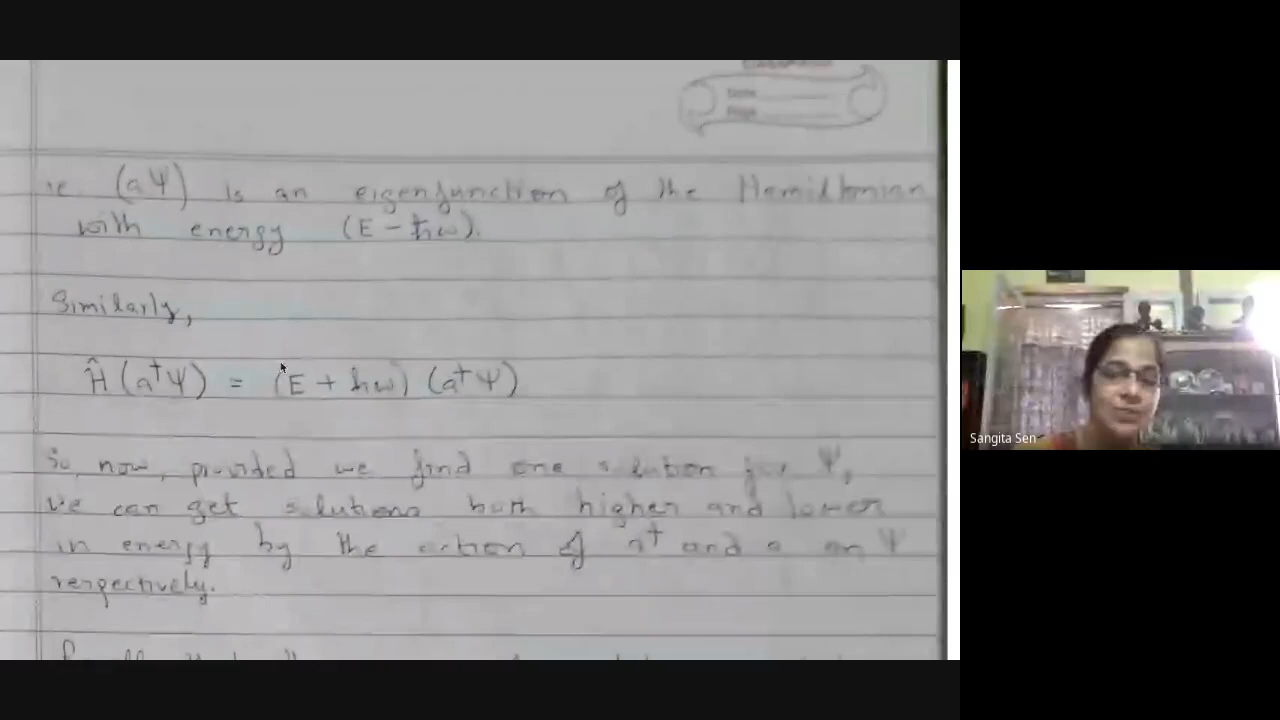 ie (aΨ) is an eigenfunction of the Hamiltonian
with energy (E - ħω).
Similarly,
Ĥ(a†Ψ) = (E + ħω) (a†Ψ)
So now, provided we find one solution for Ψ,
we can get solutions both higher and lower
in energy by the action of a† and a on Ψ
respectively.
Sangita Sen